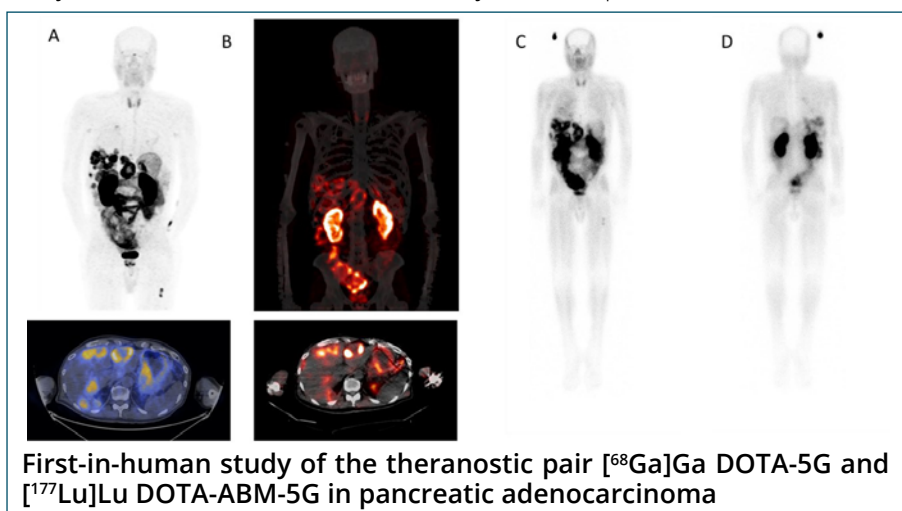 A
B
C
D
First-in-human study of the theranostic pair [⁶⁸Ga]Ga DOTA-5G and
[¹⁷⁷Lu]Lu DOTA-ABM-5G in pancreatic adenocarcinoma